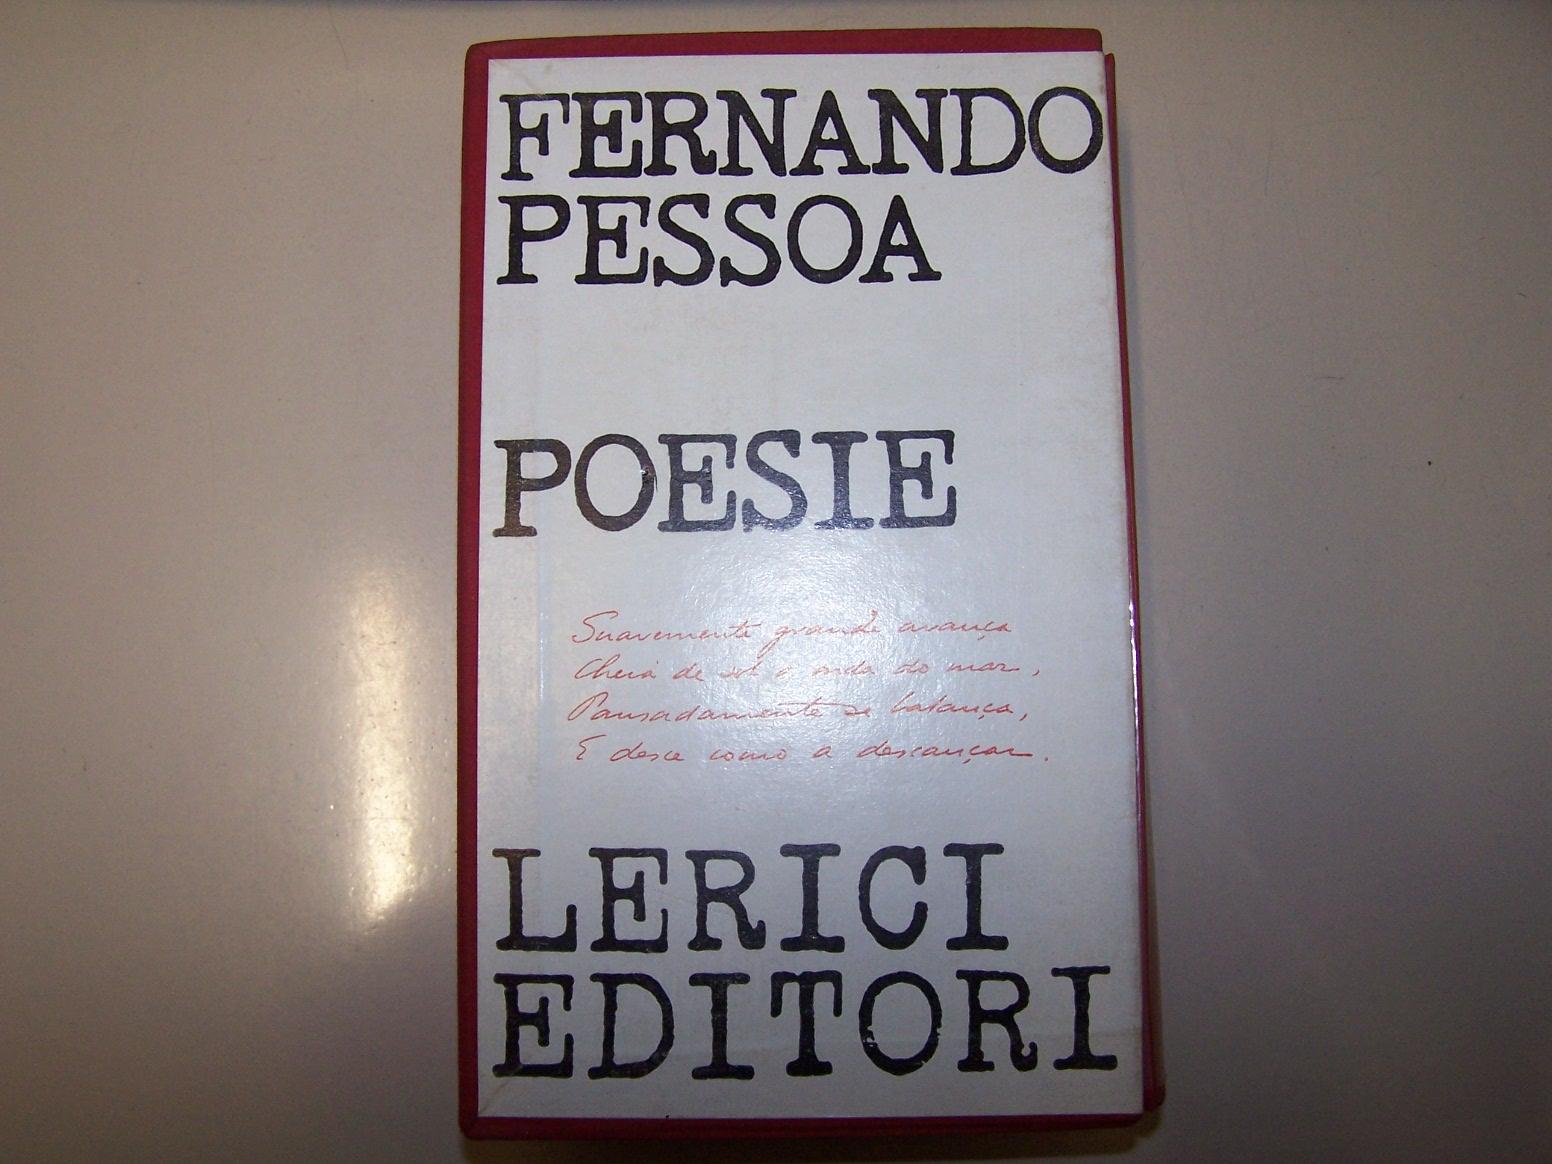 FERNANDO
PESSOA
POESIE
Suavemente grande avança
Cheia de sol a onda do mar,
Pausadamente se balança,
E desce como a descançar.
LERICI
EDITORI